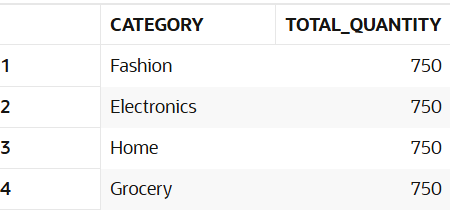 CATEGORY TOTAL_QUANTITY
1 Fashion 750
2 Electronics 750
3 Home 750
4 Grocery 750